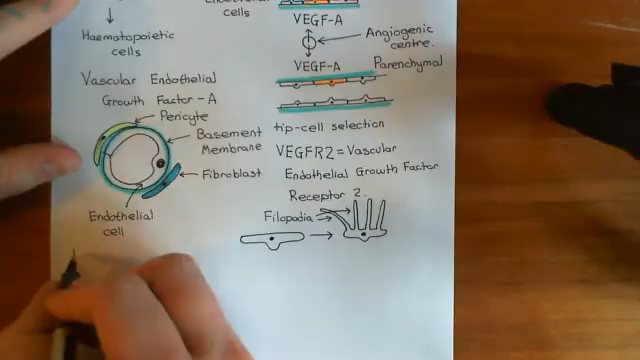 Haematopoietic
cells
cells
VEGF-A
Angiogenic
centre.
VEGF-A
Parenchymal
Vascular Endothelial
Growth Factor-A
Pericyte
Basement
Membrane
Fibroblast
Endothelial
cell
tip-cell selection
VEGFR2 = Vascular
Endothelial Growth Factor
Receptor 2.
Filopodia